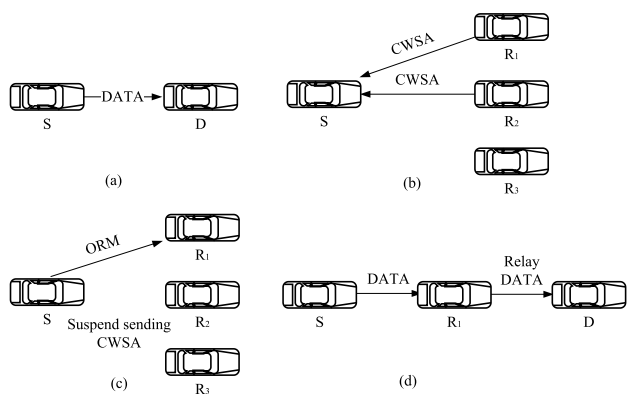 DATA
S
D
(a)
CWSA
R1
CWSA
S
R2
R3
(b)
ORM
R1
S
R2
Suspend sending
CWSA
R3
(c)
DATA
Relay
DATA
S
R1
D
(d)